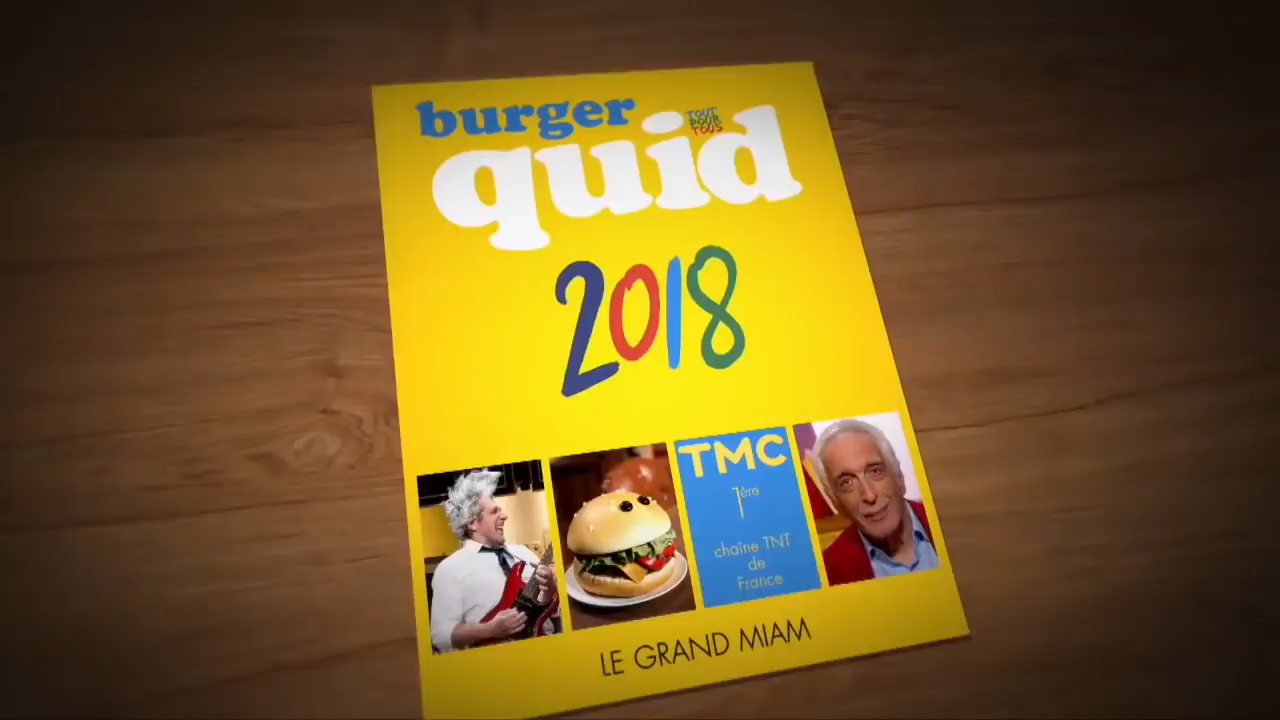 burger
quid
TOUT
POUR
TOUS
2018
TMC
1ère
chaîne TNT
de
France
LE GRAND MIAM